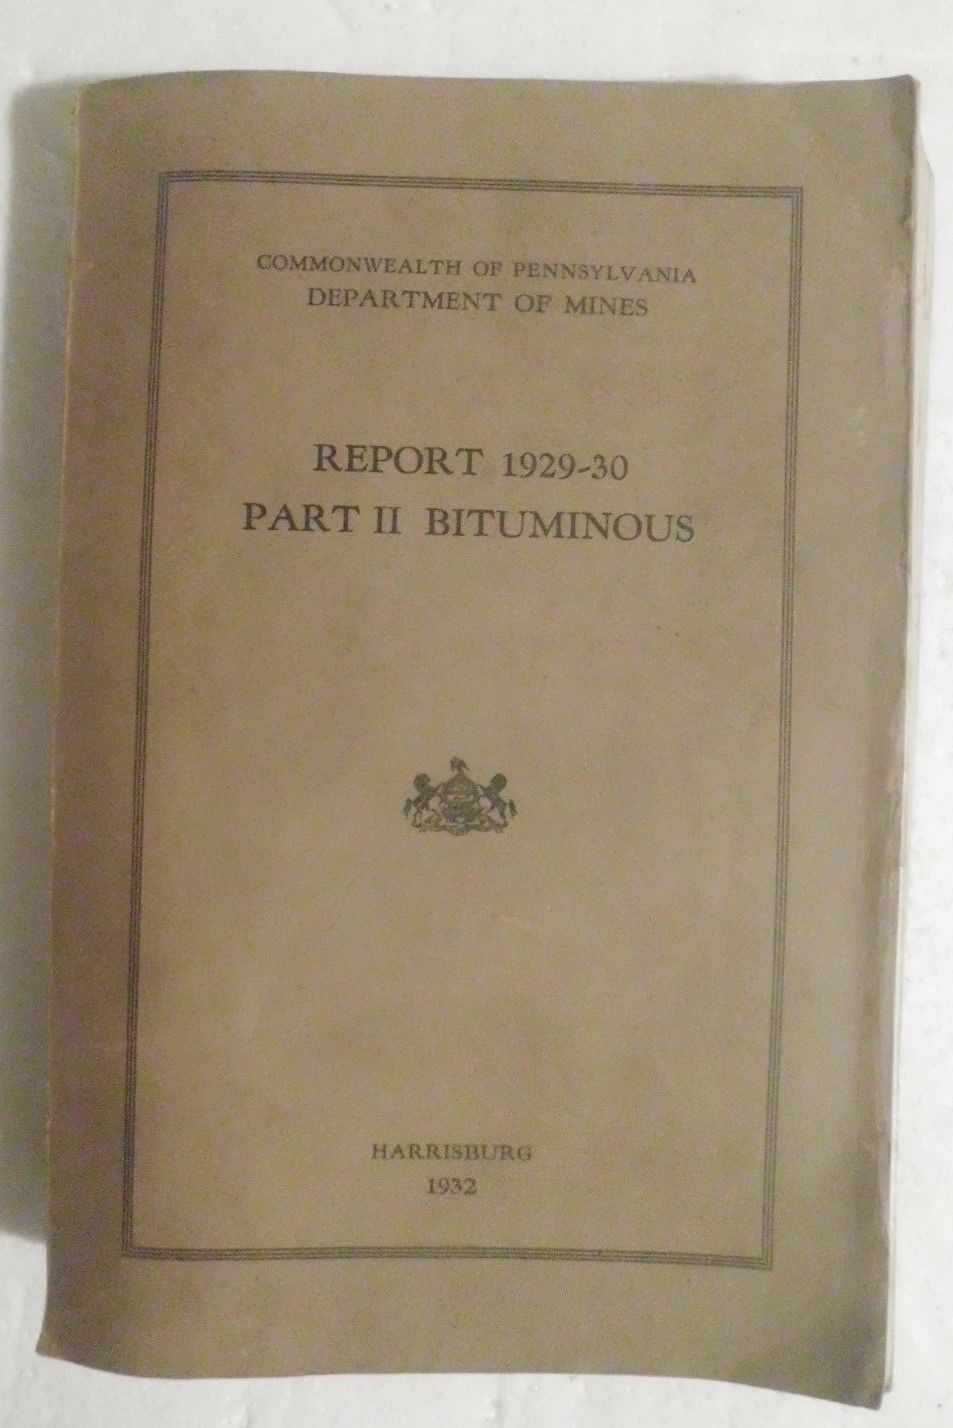 COMMONWEALTH OF PENNSYLVANIA
DEPARTMENT OF MINES
REPORT 1929-30
PART II BITUMINOUS
HARRISBURG
1932